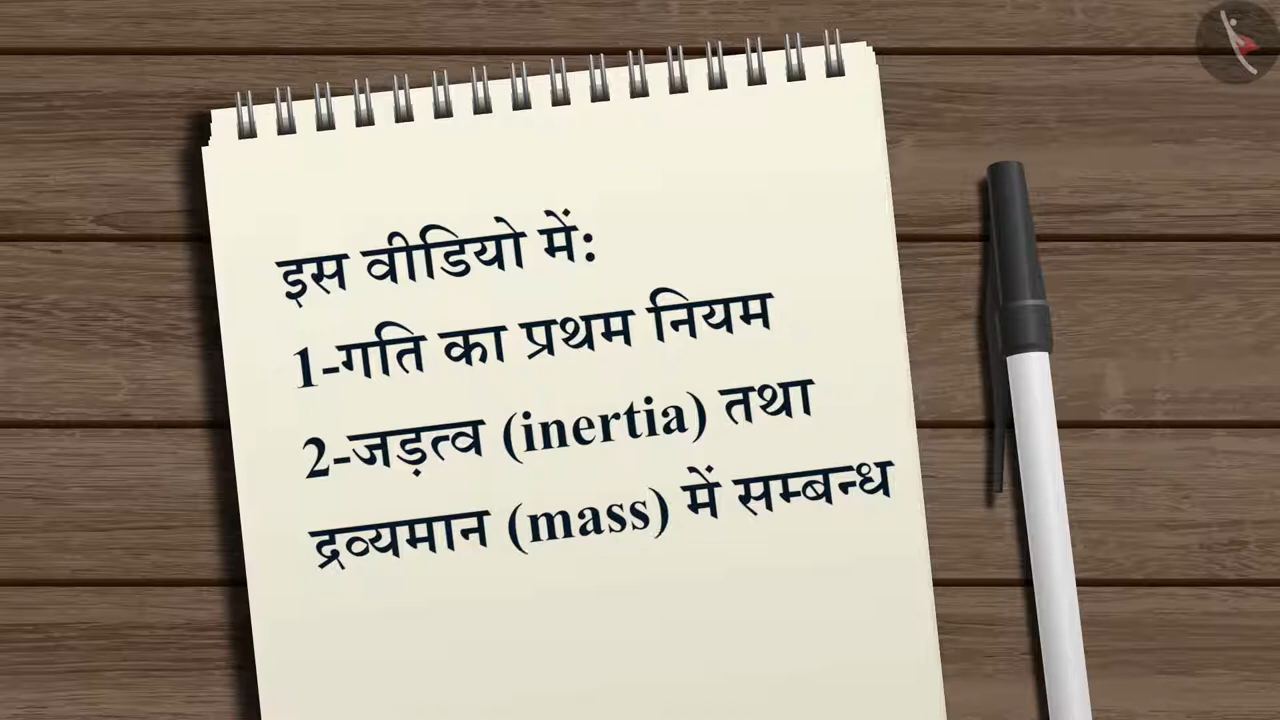 इस वीडियो में:
1-गति का प्रथम नियम
2-जड़त्व (inertia) तथा
द्रव्यमान (mass) में सम्बन्ध